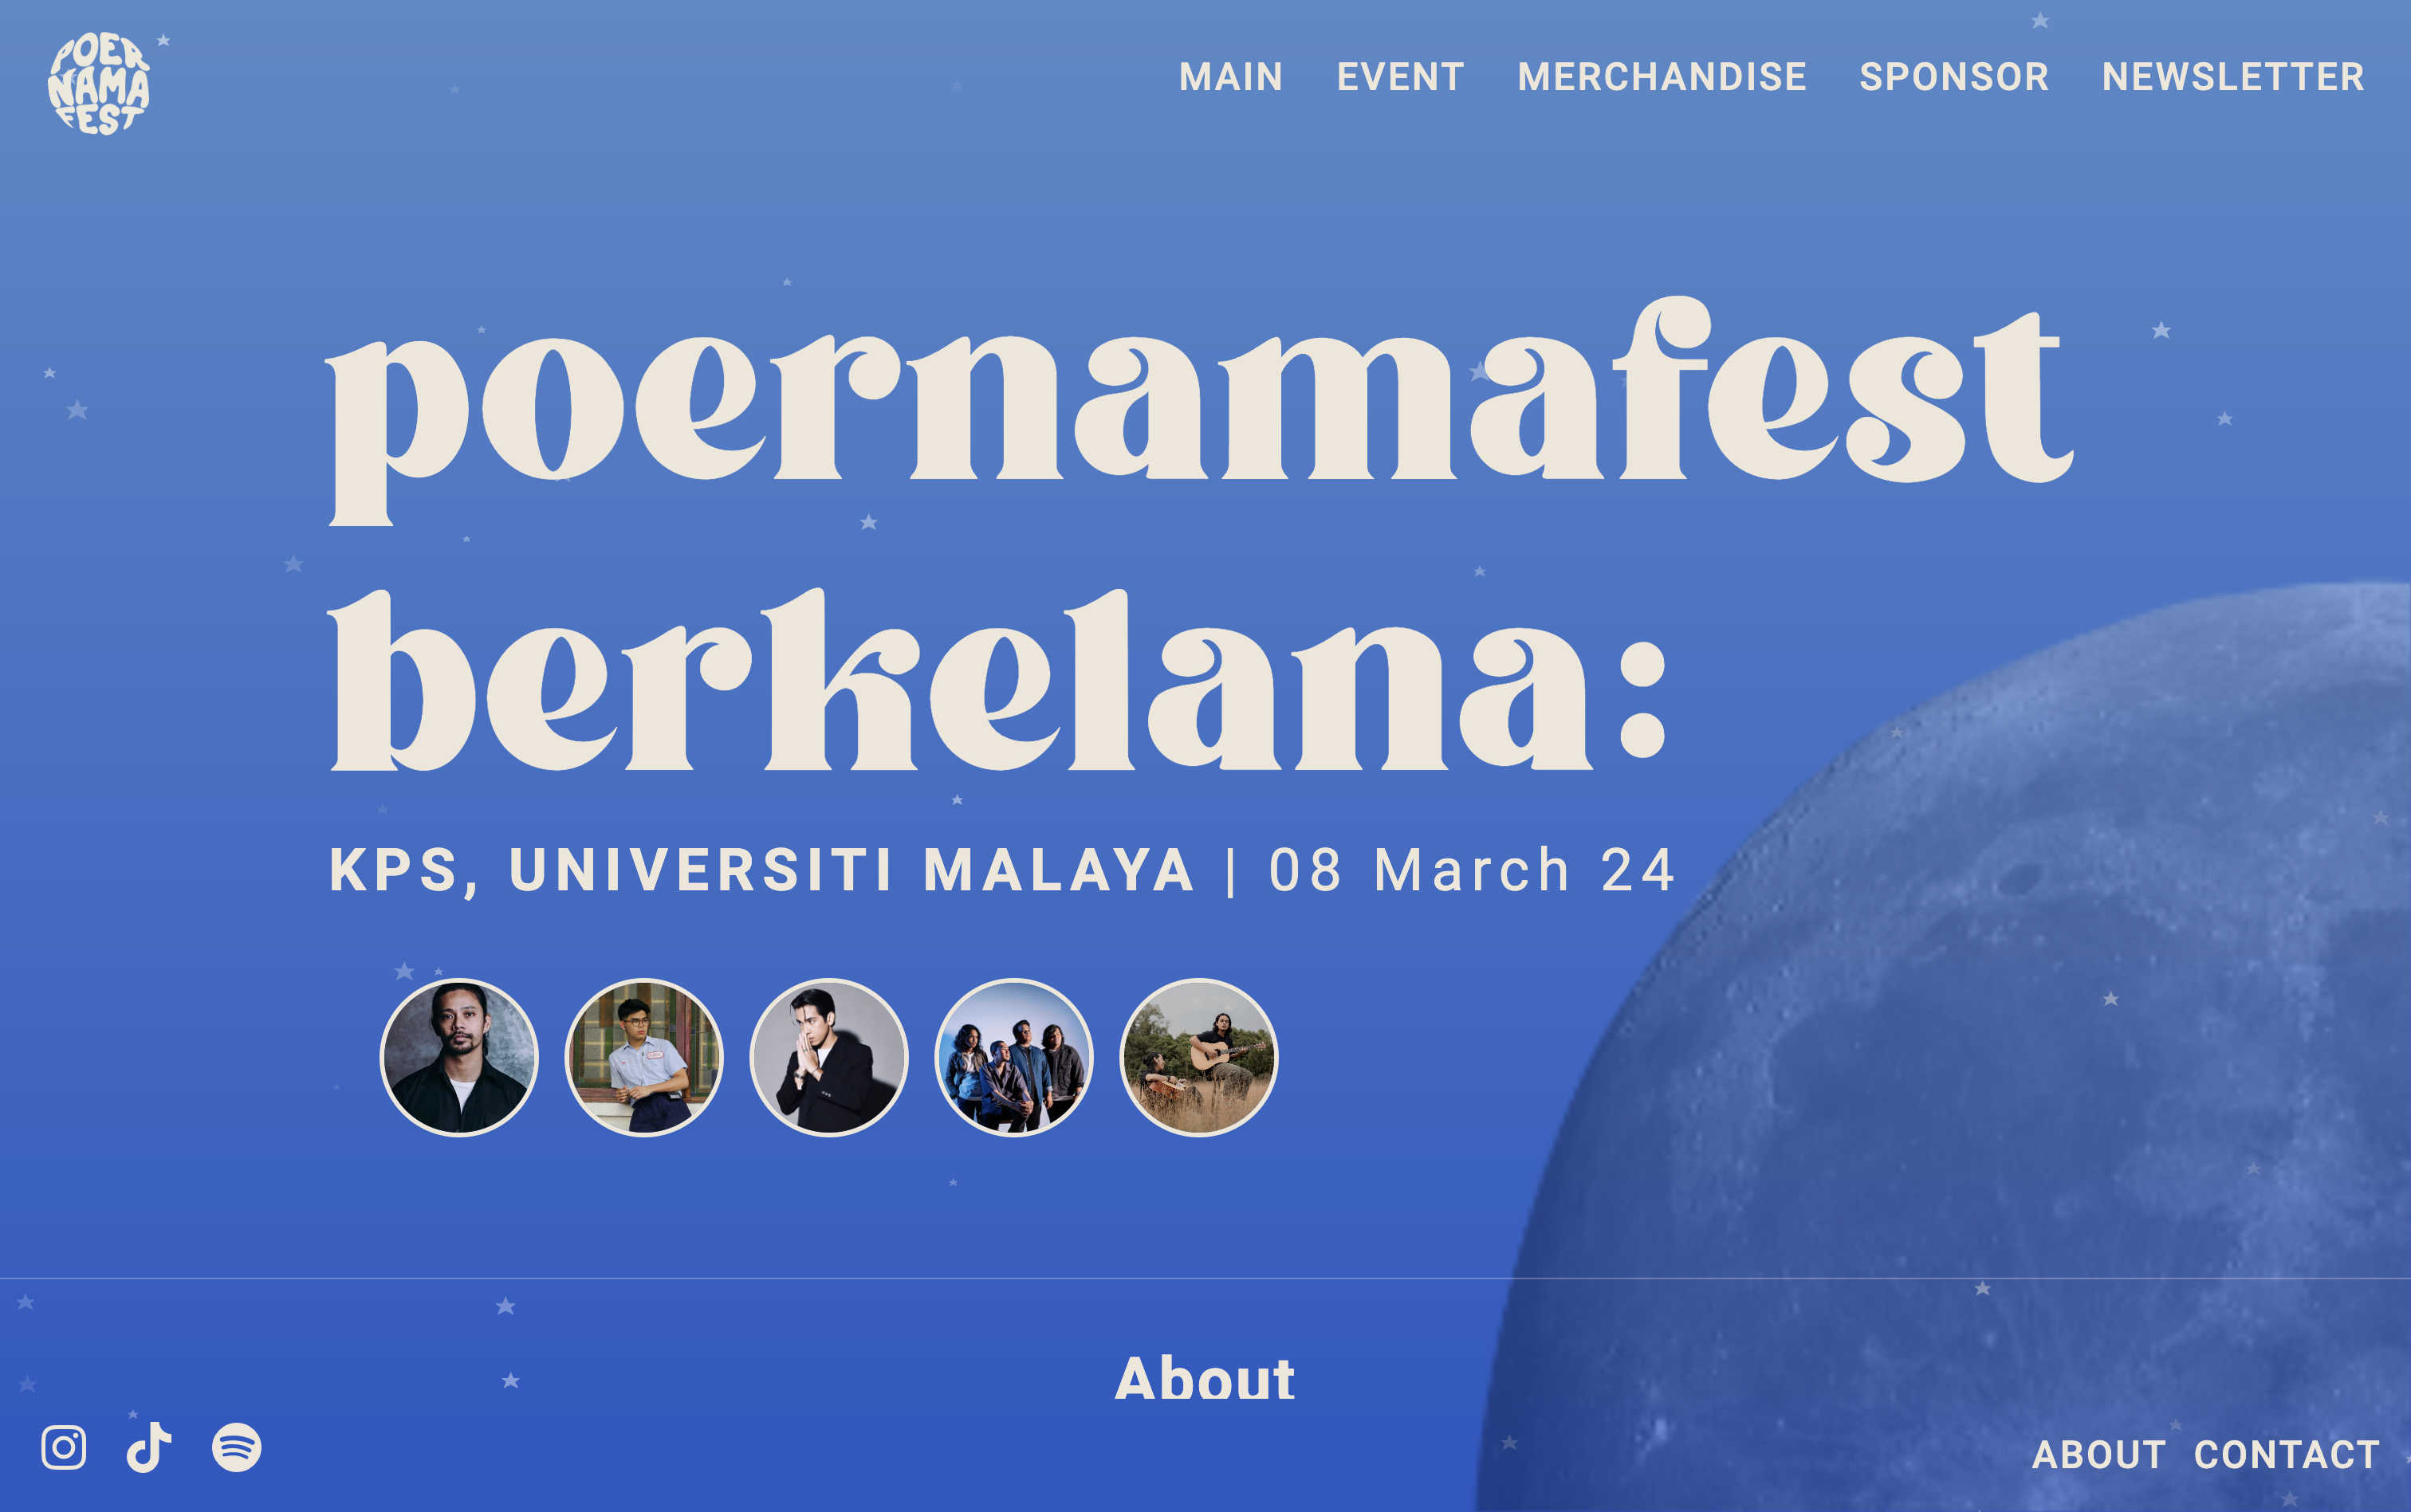 POER
NAMA
FEST
MAIN EVENT MERCHANDISE SPONSOR NEWSLETTER
poernamafest
berkelana:
KPS, UNIVERSITI MALAYA | 08 March 24
About
ABOUT CONTACT